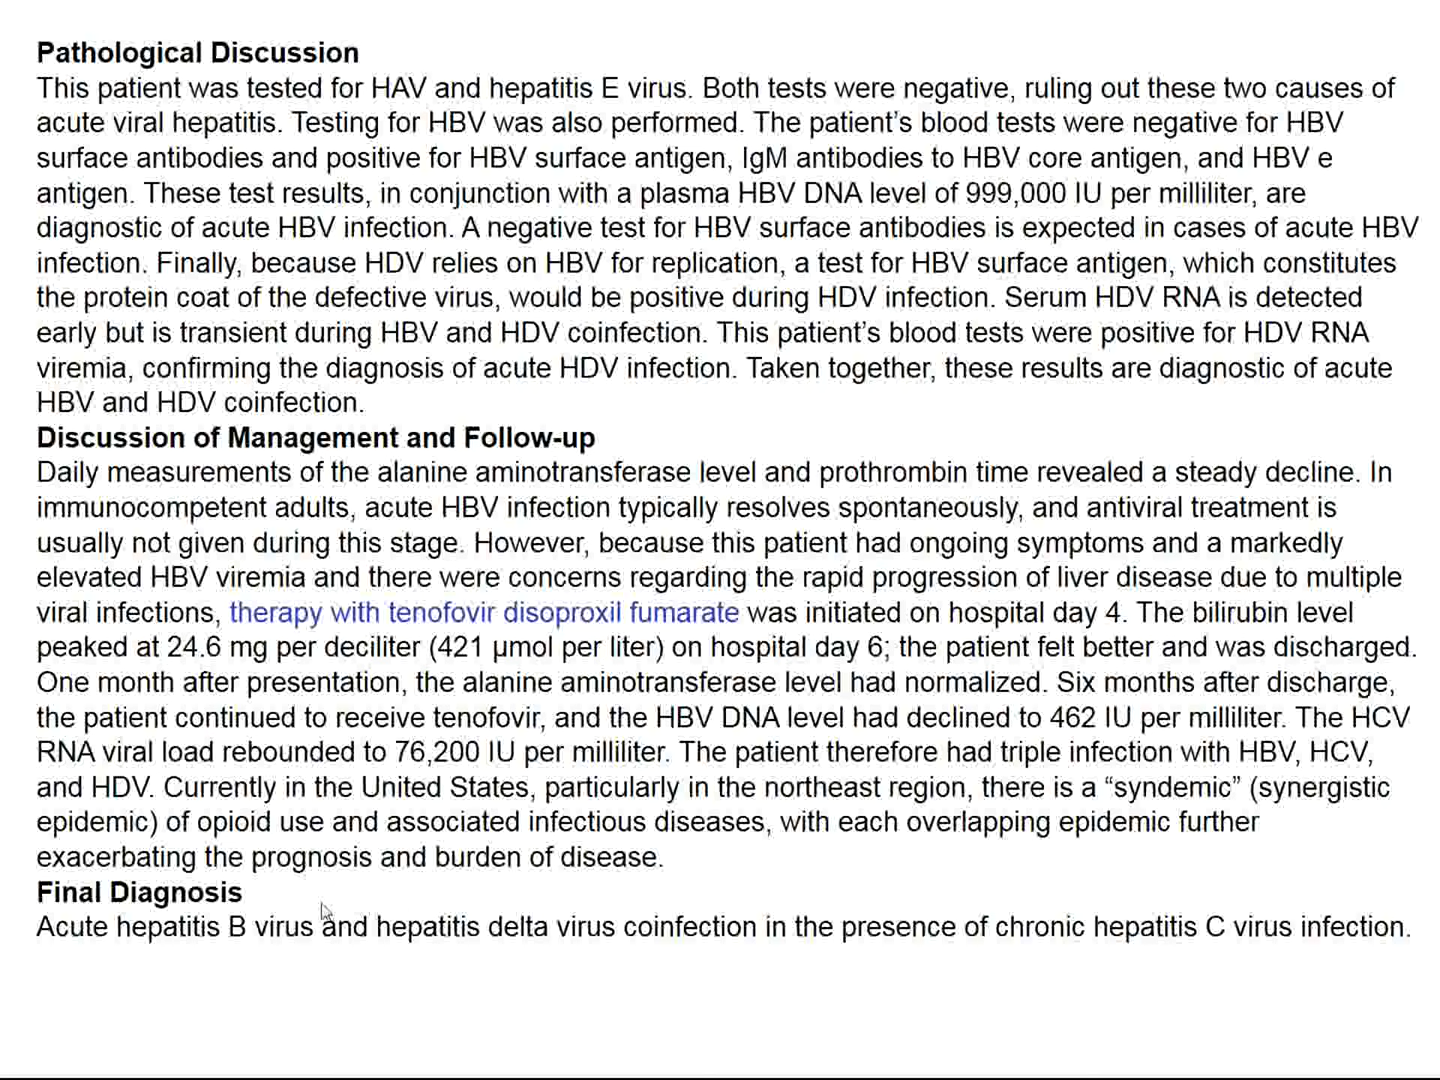 Pathological Discussion
This patient was tested for HAV and hepatitis E virus. Both tests were negative, ruling out these two causes of
acute viral hepatitis. Testing for HBV was also performed. The patient’s blood tests were negative for HBV
surface antibodies and positive for HBV surface antigen, IgM antibodies to HBV core antigen, and HBV e
antigen. These test results, in conjunction with a plasma HBV DNA level of 999,000 IU per milliliter, are
diagnostic of acute HBV infection. A negative test for HBV surface antibodies is expected in cases of acute HBV
infection. Finally, because HDV relies on HBV for replication, a test for HBV surface antigen, which constitutes
the protein coat of the defective virus, would be positive during HDV infection. Serum HDV RNA is detected
early but is transient during HBV and HDV coinfection. This patient’s blood tests were positive for HDV RNA
viremia, confirming the diagnosis of acute HDV infection. Taken together, these results are diagnostic of acute
HBV and HDV coinfection.
Discussion of Management and Follow-up
Daily measurements of the alanine aminotransferase level and prothrombin time revealed a steady decline. In
immunocompetent adults, acute HBV infection typically resolves spontaneously, and antiviral treatment is
usually not given during this stage. However, because this patient had ongoing symptoms and a markedly
elevated HBV viremia and there were concerns regarding the rapid progression of liver disease due to multiple
viral infections, therapy with tenofovir disoproxil fumarate was initiated on hospital day 4. The bilirubin level
peaked at 24.6 mg per deciliter (421 μmol per liter) on hospital day 6; the patient felt better and was discharged.
One month after presentation, the alanine aminotransferase level had normalized. Six months after discharge,
the patient continued to receive tenofovir, and the HBV DNA level had declined to 462 IU per milliliter. The HCV
RNA viral load rebounded to 76,200 IU per milliliter. The patient therefore had triple infection with HBV, HCV,
and HDV. Currently in the United States, particularly in the northeast region, there is a “syndemic” (synergistic
epidemic) of opioid use and associated infectious diseases, with each overlapping epidemic further
exacerbating the prognosis and burden of disease.
Final Diagnosis
Acute hepatitis B virus and hepatitis delta virus coinfection in the presence of chronic hepatitis C virus infection.